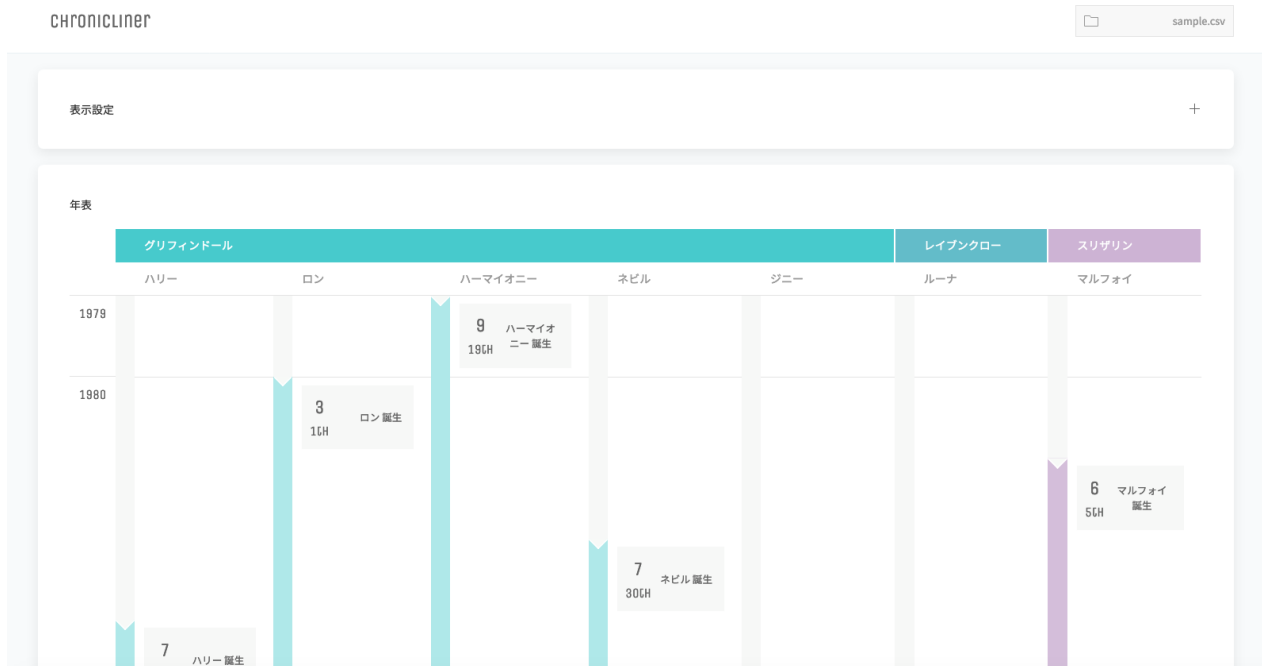 CHRONICLINER
sample.csv
表示設定
年表
グリフィンドール
レイブンクロー
スリザリン
ハリー
ロン
ハーマイオニー
ネビル
ジニー
ルーナ
マルフォイ
1979
9
19tH
ハーマイオ
ニー 誕生
1980
3
1tH
ロン 誕生
6
5tH
マルフォイ
誕生
7
30tH
ネビル 誕生
7
ハリー 誕生